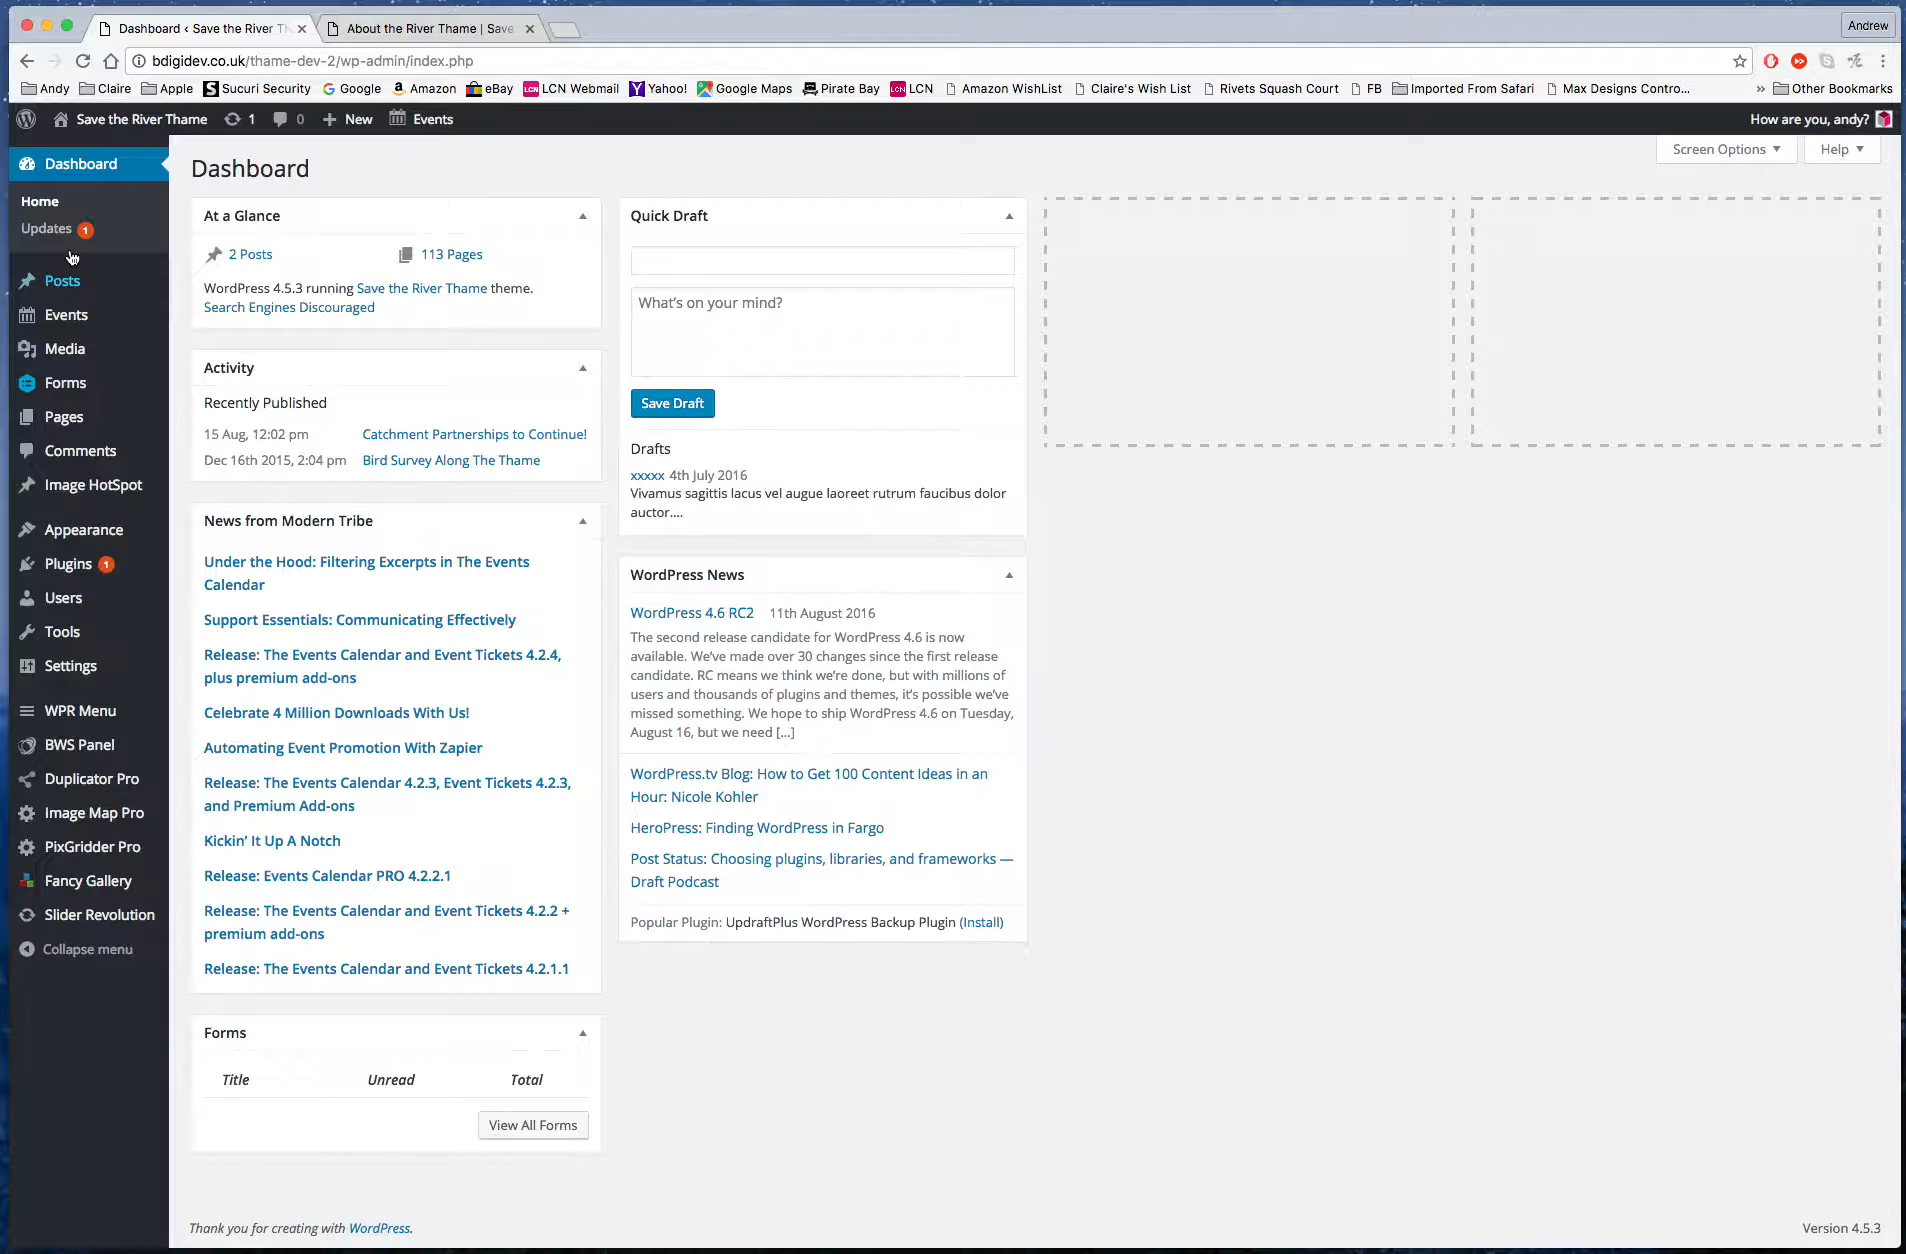 Dashboard ‹ Save the River Th
About the River Thame | Save
Andrew
bdigidev.co.uk/thame-dev-2/wp-admin/index.php
Andy Claire Apple Sucuri Security Google Amazon eBay LCN LCN Webmail Yahoo! Google Maps Pirate Bay LCN LCN Amazon WishList Claire's Wish List Rivets Squash Court FB Imported From Safari Max Designs Contro... » Other Bookmarks
Save the River Thame 1 0 + New Events How are you, andy?
Dashboard
Home
Updates 1
Posts
Events
Media
Forms
Pages
Comments
Image HotSpot
Appearance
Plugins 1
Users
Tools
Settings
WPR Menu
BWS Panel
Duplicator Pro
Image Map Pro
PixGridder Pro
Fancy Gallery
Slider Revolution
Collapse menu
Dashboard
Screen Options
Help
At a Glance
2 Posts
113 Pages
WordPress 4.5.3 running Save the River Thame theme.
Search Engines Discouraged
Activity
Recently Published
15 Aug, 12:02 pm Catchment Partnerships to Continue!
Dec 16th 2015, 2:04 pm Bird Survey Along The Thame
News from Modern Tribe
Under the Hood: Filtering Excerpts in The Events
Calendar
Support Essentials: Communicating Effectively
Release: The Events Calendar and Event Tickets 4.2.4,
plus premium add-ons
Celebrate 4 Million Downloads With Us!
Automating Event Promotion With Zapier
Release: The Events Calendar 4.2.3, Event Tickets 4.2.3,
and Premium Add-ons
Kickin’ It Up A Notch
Release: Events Calendar PRO 4.2.2.1
Release: The Events Calendar and Event Tickets 4.2.2 +
premium add-ons
Release: The Events Calendar and Event Tickets 4.2.1.1
Forms
Title Unread Total
View All Forms
Quick Draft
What’s on your mind?
Save Draft
Drafts
xxxxx 4th July 2016
Vivamus sagittis lacus vel augue laoreet rutrum faucibus dolor
auctor....
WordPress News
WordPress 4.6 RC2 11th August 2016
The second release candidate for WordPress 4.6 is now
available. We’ve made over 30 changes since the first release
candidate. RC means we think we’re done, but with millions of
users and thousands of plugins and themes, it’s possible we’ve
missed something. We hope to ship WordPress 4.6 on Tuesday,
August 16, but we need […]
WordPress.tv Blog: How to Get 100 Content Ideas in an
Hour: Nicole Kohler
HeroPress: Finding WordPress in Fargo
Post Status: Choosing plugins, libraries, and frameworks —
Draft Podcast
Popular Plugin: UpdraftPlus WordPress Backup Plugin (Install)
Thank you for creating with WordPress.
Version 4.5.3